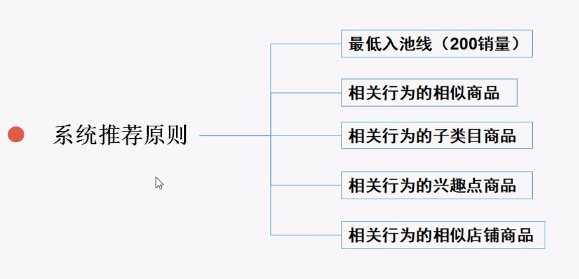 最低入池线（200销量）
相关行为的相似商品
系统推荐原则
相关行为的子类目商品
相关行为的兴趣点商品
相关行为的相似店铺商品